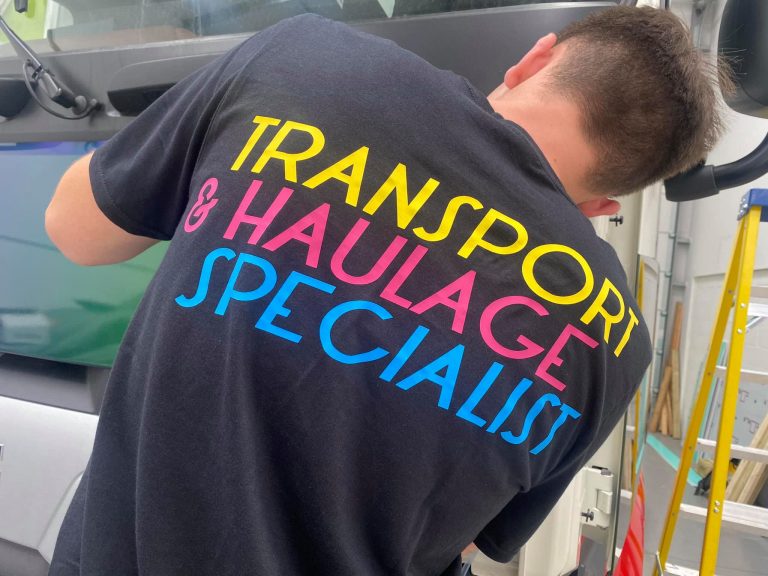 TRANSPORT
& HAULAGE
SPECIALIST